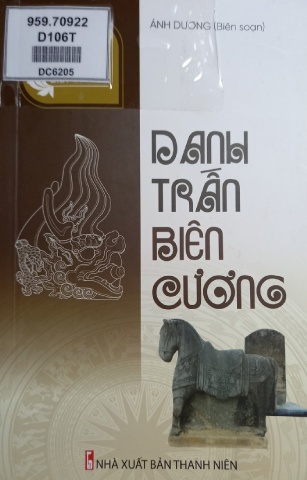 959.70922
D106T
DC6205
ÁNH DƯƠNG (Biên soạn)
DANH
TRẤN
BIÊN
CƯƠNG
NHÀ XUẤT BẢN THANH NIÊN